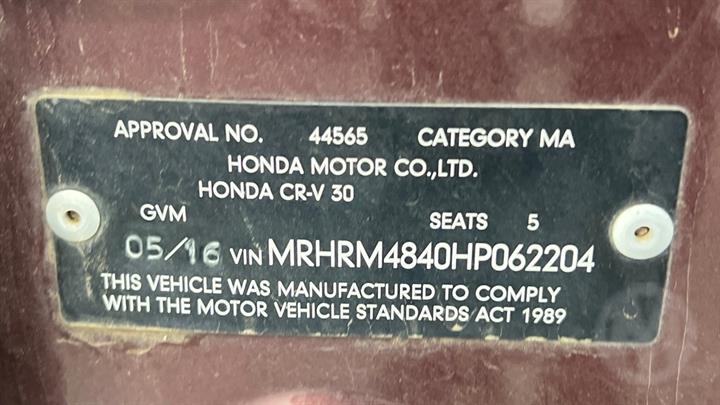 APPROVAL NO. 44565 CATEGORY MA
HONDA MOTOR CO.,LTD.
HONDA CR-V 30
GVM SEATS 5
05/16 VIN MRHRM4840HP062204
THIS VEHICLE WAS MANUFACTURED TO COMPLY
WITH THE MOTOR VEHICLE STANDARDS ACT 1989